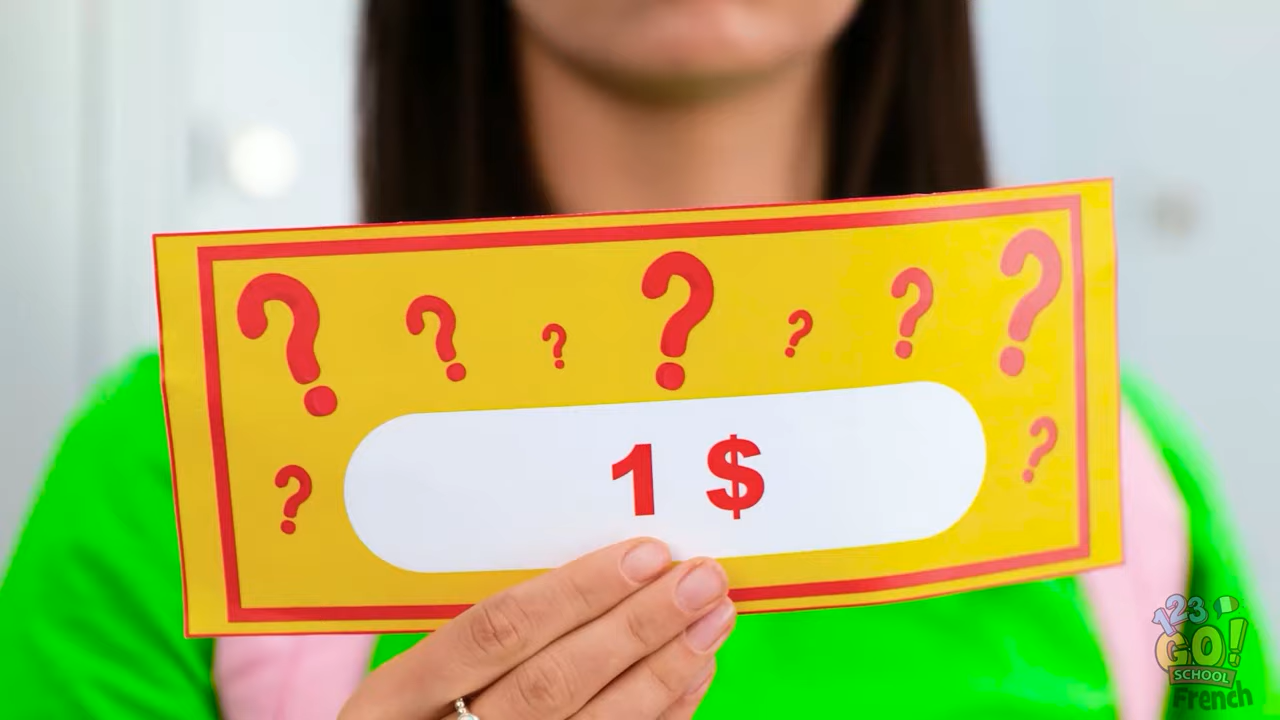 ? ? ? ? ? ? ?
? 1 $ ?
123
GO!
SCHOOL
French